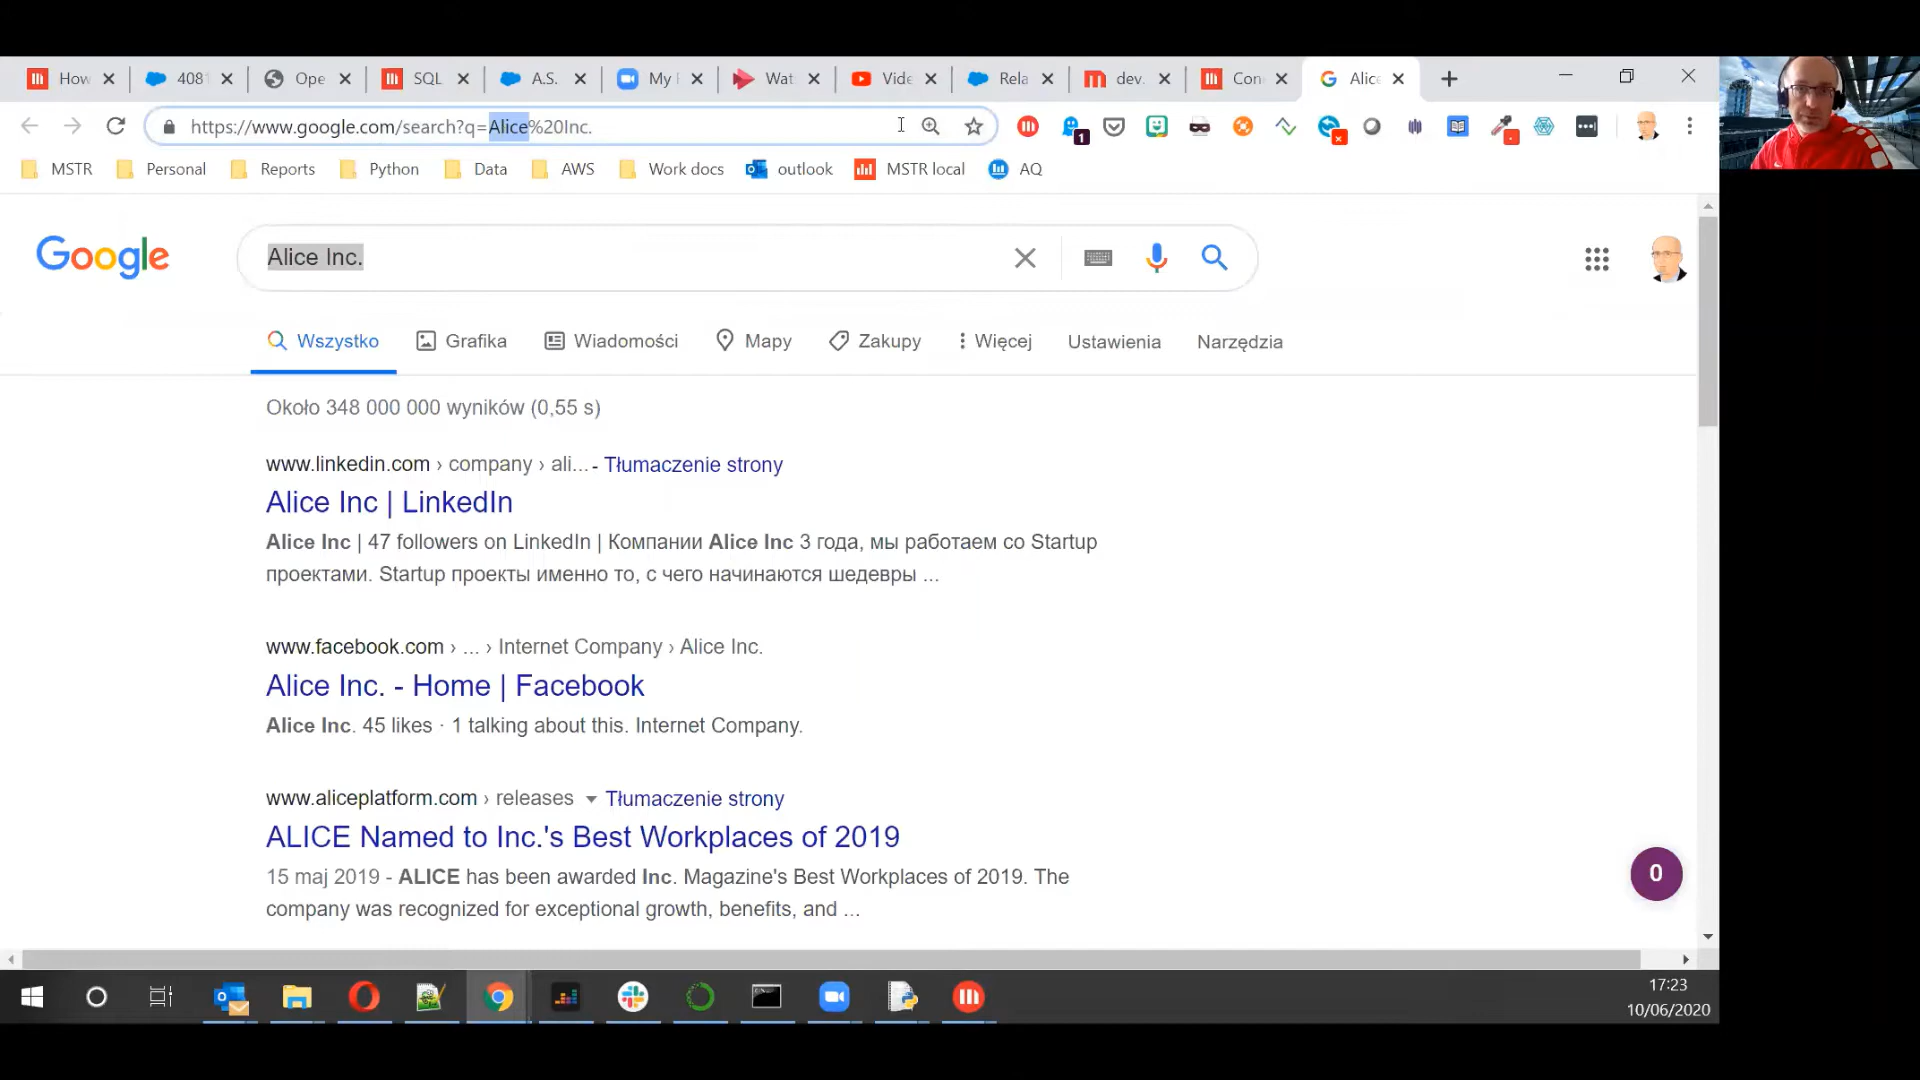 How
408
Ope
SQL
A.S.
My
Wat
Vide
Rela
dev.
Con
Alice
https://www.google.com/search?q=Alice%20Inc.
1
MSTR
Personal
Reports
Python
Data
AWS
Work docs
outlook
MSTR local
AQ
Google
Alice Inc.
Wszystko
Grafika
Wiadomości
Mapy
Zakupy
Więcej
Ustawienia
Narzędzia
Około 348 000 000 wyników (0,55 s)
www.linkedin.com › company › ali... - Tłumaczenie strony
Alice Inc | LinkedIn
Alice Inc | 47 followers on LinkedIn | Компании Alice Inc 3 года, мы работаем со Startup
проектами. Startup проекты именно то, с чего начинаются шедевры ...
www.facebook.com › ... › Internet Company › Alice Inc.
Alice Inc. - Home | Facebook
Alice Inc. 45 likes · 1 talking about this. Internet Company.
www.aliceplatform.com › releases Tłumaczenie strony
ALICE Named to Inc.'s Best Workplaces of 2019
15 maj 2019 - ALICE has been awarded Inc. Magazine's Best Workplaces of 2019. The
company was recognized for exceptional growth, benefits, and ...
0
17:23
10/06/2020